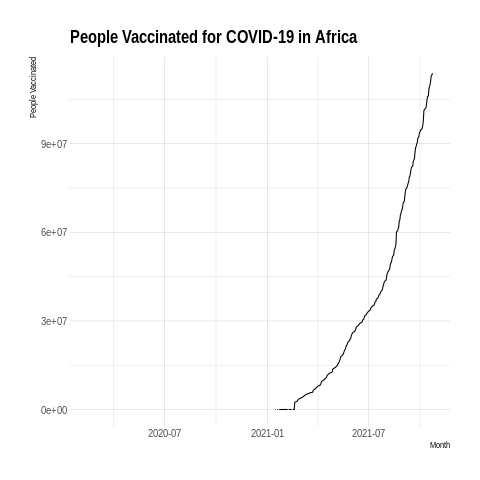 People Vaccinated for COVID-19 in Africa
People Vaccinated
9e+07
6e+07
3e+07
0e+00
2020-07 2021-01 2021-07
Month